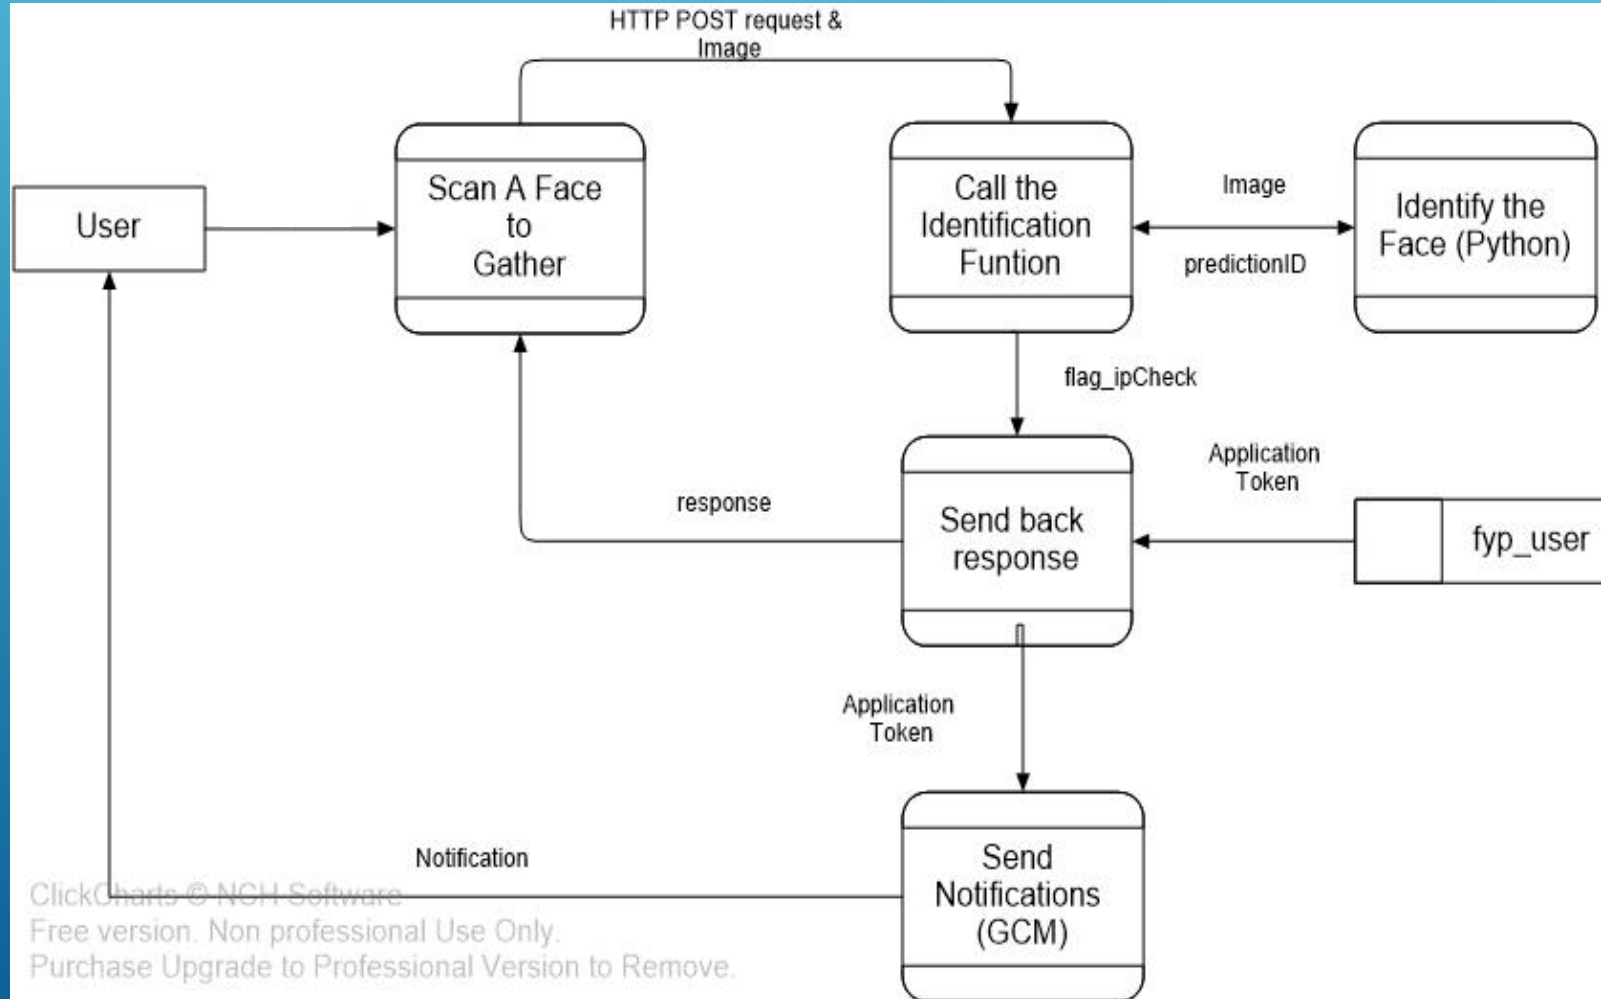 HTTP POST request &
Image
User
Scan A Face
to
Gather
Call the
Identification
Funtion
Image
predictionID
Identify the
Face (Python)
flag_ipCheck
response
Send back
response
Application
Token
fyp_user
Application
Token
Notification
Send
Notifications
(GCM)
ClickCharts © NCH Software
Free version. Non professional Use Only.
Purchase Upgrade to Professional Version to Remove.